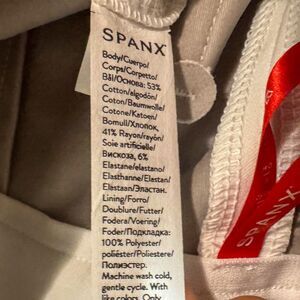 SPANX
Body/Cuerpo/
Corps/Corpetto/
Bál/Основа: 53%
Cotton/algodón/
Coton/Baumwolle/
Cotone/Katoen/
Bomull/Хлопок,
41% Rayon/rayón/
Soie artificielle/
Вискоза, 6%
Elastane/elastano/
Elasthanne/Elastan/
Elastaan/Эластан.
Lining/Forro/
Doublure/Futter/
Fodera/Voering/
Foder/Подкладка:
100% Polyester/
poliéster/Poliestere/
Полиэстер.
Machine wash cold,
gentle cycle. With
like colors. Only
SPANX